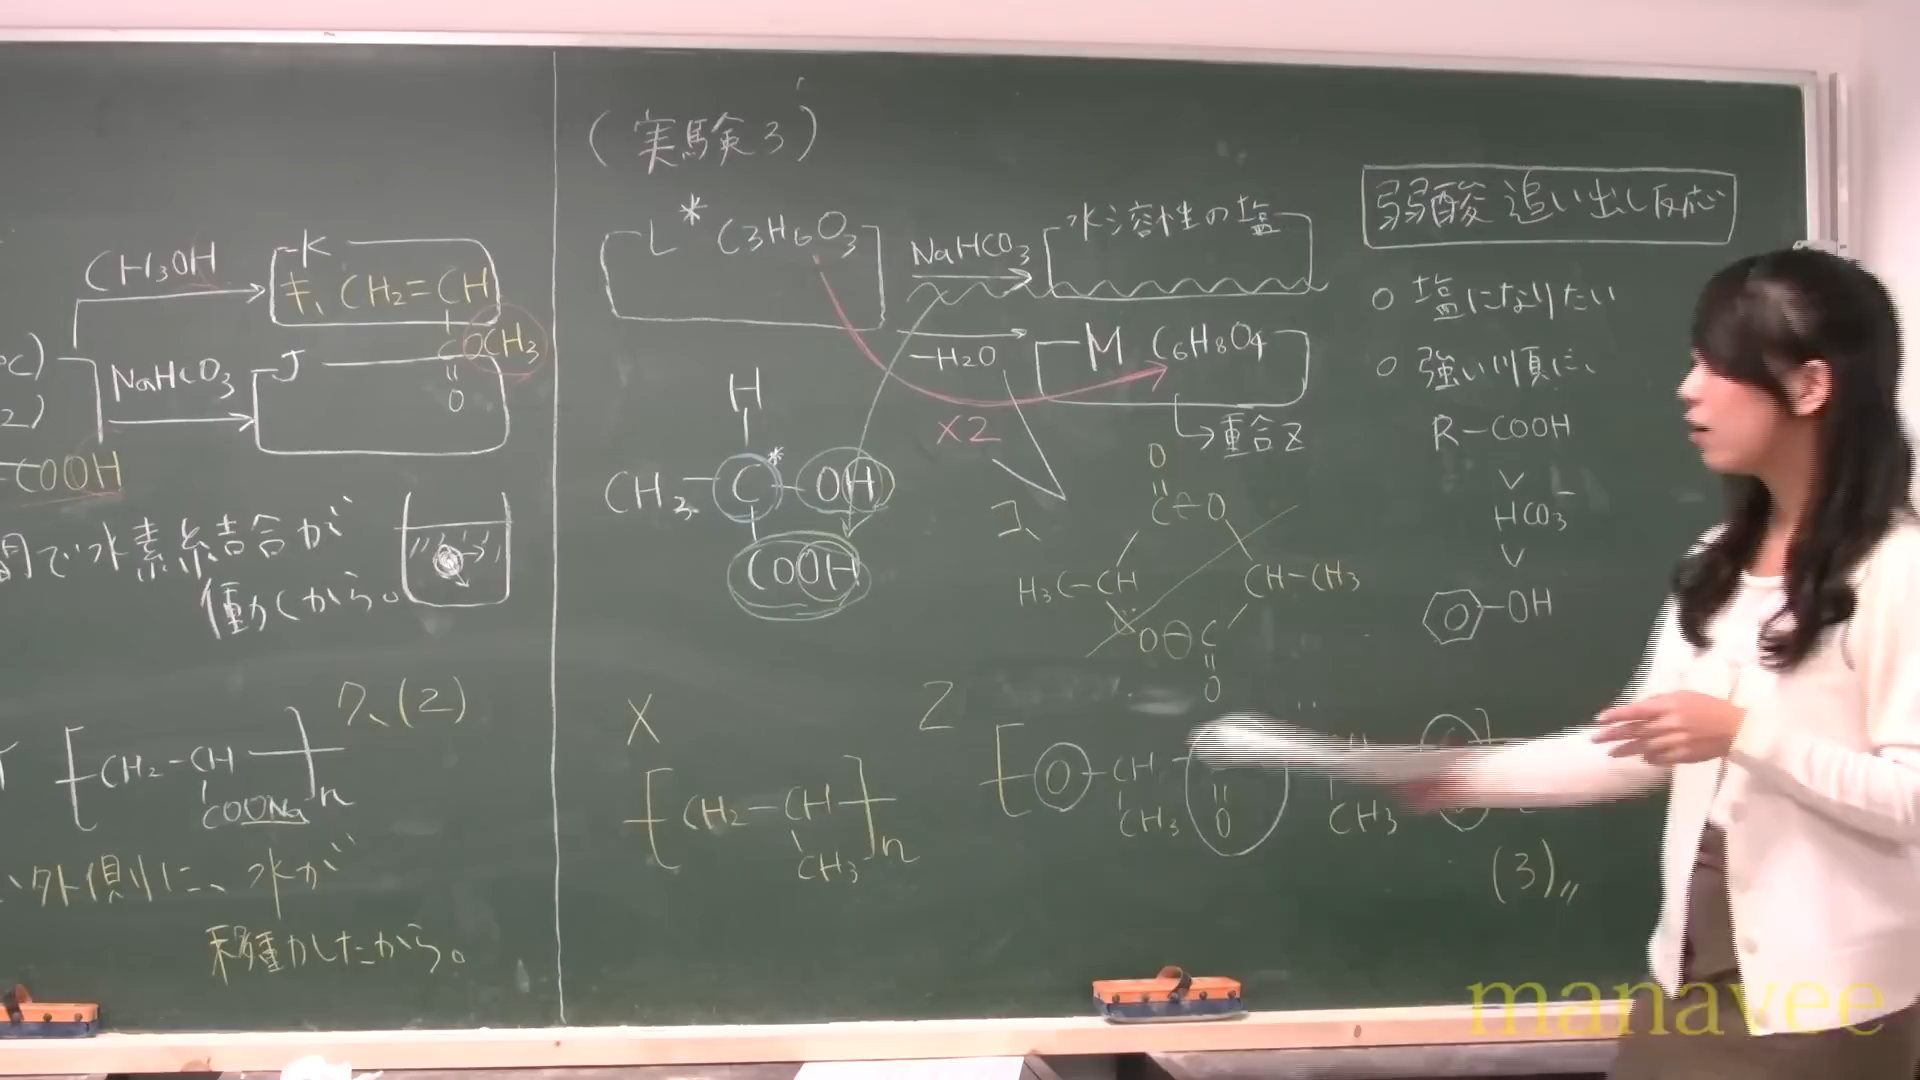 CH3OH
K
キ、CH2=CH
COCH3
O
NaHCO3
J
COOH
間で水素結合が
働くから。
ク、(2)
CH2-CH
COONa
n
外側に、水が
移動したから。
(実験3)
L* C3H6O3
NaHCO3
水溶性の塩
-H2O
M C6H8O4
×2
重合Z
H
CH3-C*-OH
COOH
コ、
O
C-O
H3C-CH
CH-CH3
O-C
O
X
CH2-CH
CH3
n
Z
O-CH
CH3
O
CH3
(3)〃
弱酸追い出し反応
○ 塩になりたい
○ 強い順に、
R-COOH
∨
HCO3-
∨
-OH
manavee